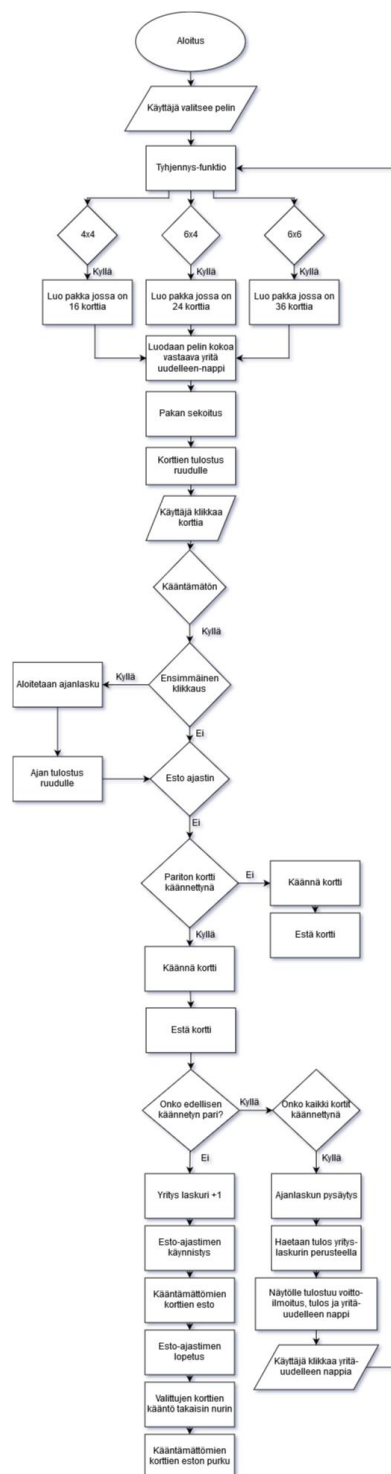 Aloitus
Käyttäjä valitsee pelin
Tyhjennys-funktio
4x4
6x4
6x6
Kyllä
Kyllä
Kyllä
Luo pakka jossa on
16 korttia
Luo pakka jossa on
24 korttia
Luo pakka jossa on
36 korttia
Luodaan pelin kokoa
vastaava yritä
uudelleen-nappi
Pakan sekoitus
Korttien tulostus
ruudulle
Käyttäjä klikkaa
korttia
Kääntämätön
Kyllä
Ensimmäinen
klikkaus
Kyllä
Aloitetaan ajanlasku
Ei
Ajan tulostus
ruudulle
Esto ajastin
Ei
Pariton kortti
käännettynä
Ei
Käännä kortti
Estä kortti
Kyllä
Käännä kortti
Estä kortti
Onko edellisen
käännetyn pari?
Kyllä
Onko kaikki kortit
käännettynä
Ei
Kyllä
Yritys laskuri +1
Ajanlaskun pysäytys
Esto-ajastimen
käynnistys
Haetaan tulos yritys-
laskurin perusteella
Kääntämättömien
korttien esto
Näytölle tulostuu voitto-
ilmoitus, tulos ja yritä-
uudelleen nappi
Esto-ajastimen
lopetus
Käyttäjä klikkaa yritä-
uudelleen nappia
Valittujen korttien
kääntö takaisin nurin
Kääntämättömien
korttien eston purku